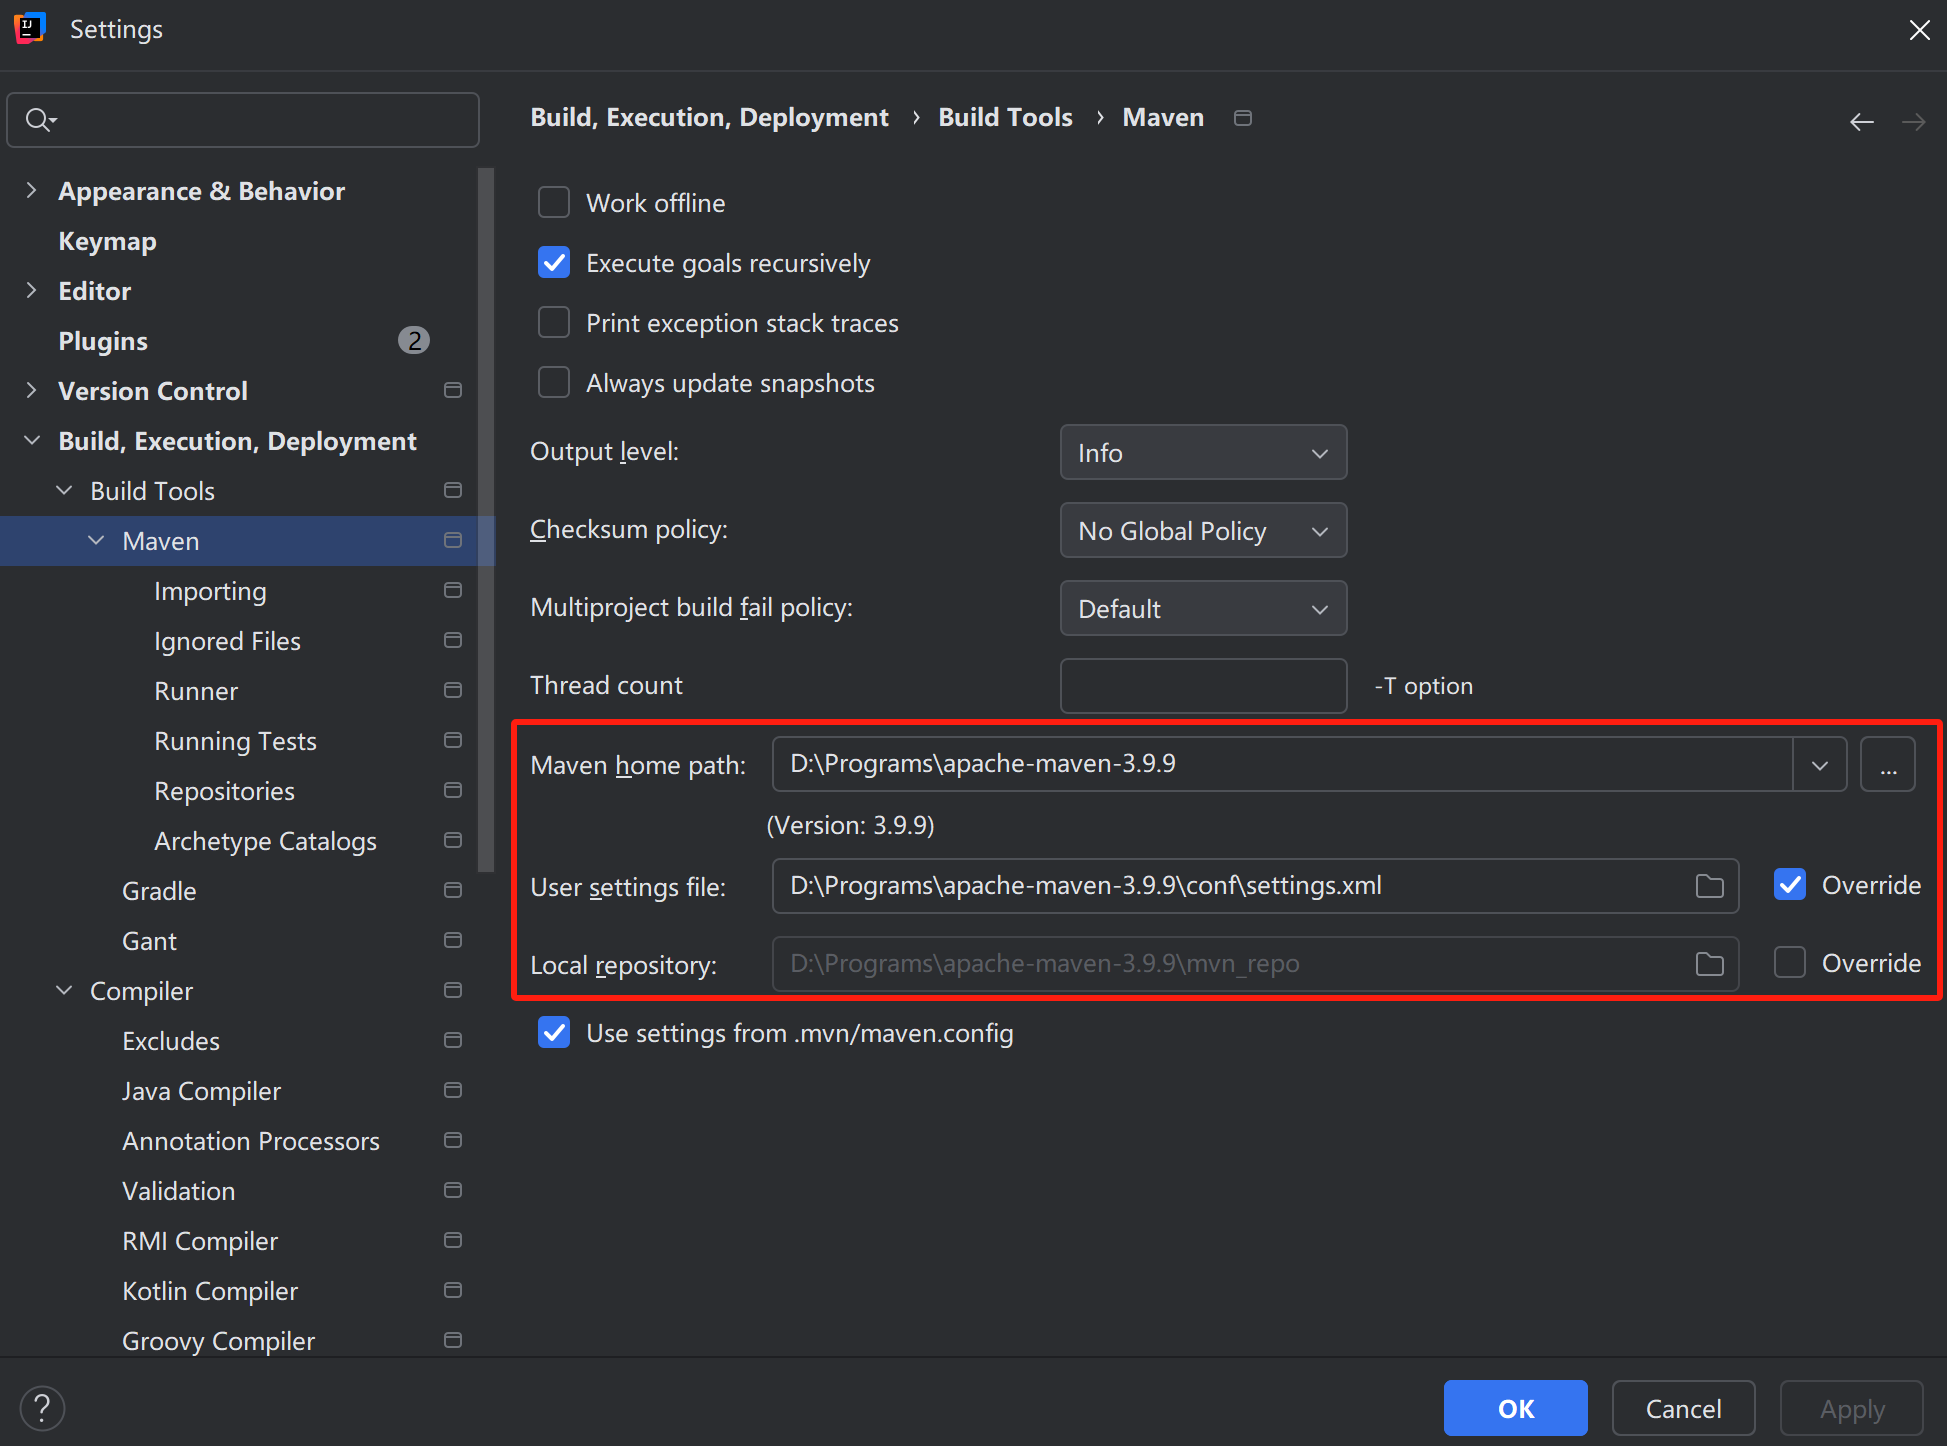 IJ
Settings
Build, Execution, Deployment › Build Tools › Maven
Appearance & Behavior
Keymap
Editor
Plugins 2
Version Control
Build, Execution, Deployment
Build Tools
Maven
Importing
Ignored Files
Runner
Running Tests
Repositories
Archetype Catalogs
Gradle
Gant
Compiler
Excludes
Java Compiler
Annotation Processors
Validation
RMI Compiler
Kotlin Compiler
Groovy Compiler
Work offline
Execute goals recursively
Print exception stack traces
Always update snapshots
Output level: Info
Checksum policy: No Global Policy
Multiproject build fail policy: Default
Thread count -T option
Maven home path: D:\Programs\apache-maven-3.9.9 ...
(Version: 3.9.9)
User settings file: D:\Programs\apache-maven-3.9.9\conf\settings.xml Override
Local repository: D:\Programs\apache-maven-3.9.9\mvn_repo Override
Use settings from .mvn/maven.config
? OK Cancel Apply